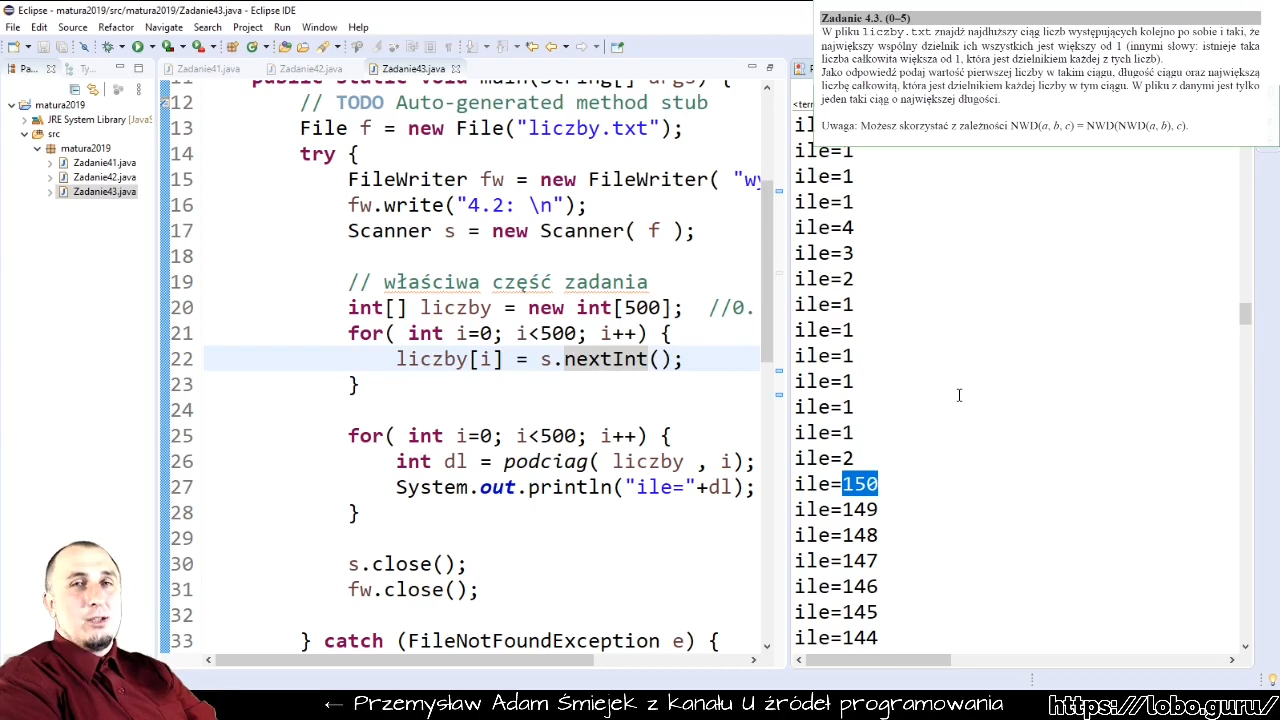 Eclipse - matura2019/src/matura2019/Zadanie43.java - Eclipse IDE
File Edit Source Refactor Navigate Search Project Run Window Help
Zadanie 4.3. (0–5)
W pliku liczby.txt znajdź najdłuższy ciąg liczb występujących kolejno po sobie i taki, że
największy wspólny dzielnik ich wszystkich jest większy od 1 (innymi słowy: istnieje taka
liczba całkowita większa od 1, która jest dzielnikiem każdej z tych liczb).
Jako odpowiedź podaj wartość pierwszej liczby w takim ciągu, długość ciągu oraz największą
liczbę całkowitą, która jest dzielnikiem każdej liczby w tym ciągu. W pliku z danymi jest tylko
jeden taki ciąg o największej długości.
Uwaga: Możesz skorzystać z zależności NWD(a, b, c) = NWD(NWD(a, b), c).
Pa...
Ty...
Zadanie41.java
Zadanie42.java
Zadanie43.java
P
matura2019
JRE System Library [JavaS
src
matura2019
Zadanie41.java
Zadanie42.java
Zadanie43.java
11 public static void main(String[] args) {
12 // TODO Auto-generated method stub
13 File f = new File("liczby.txt");
14 try {
15 FileWriter fw = new FileWriter( "wy
16 fw.write("4.2: \n");
17 Scanner s = new Scanner( f );
18
19 // właściwa część zadania
20 int[] liczby = new int[500]; //0.
21 for( int i=0; i<500; i++) {
22 liczby[i] = s.nextInt();
23 }
24
25 for( int i=0; i<500; i++) {
26 int dl = podciag( liczby , i);
27 System.out.println("ile="+dl);
28 }
29
30 s.close();
31 fw.close();
32
33 } catch (FileNotFoundException e) {
<terr
ile=1
ile=1
ile=1
ile=4
ile=3
ile=2
ile=1
ile=1
ile=1
ile=1
ile=1
ile=1
ile=2
ile=150
ile=149
ile=148
ile=147
ile=146
ile=145
ile=144
← Przemysław Adam Śmiejek z kanału U źródeł programowania
https://lobo.guru/